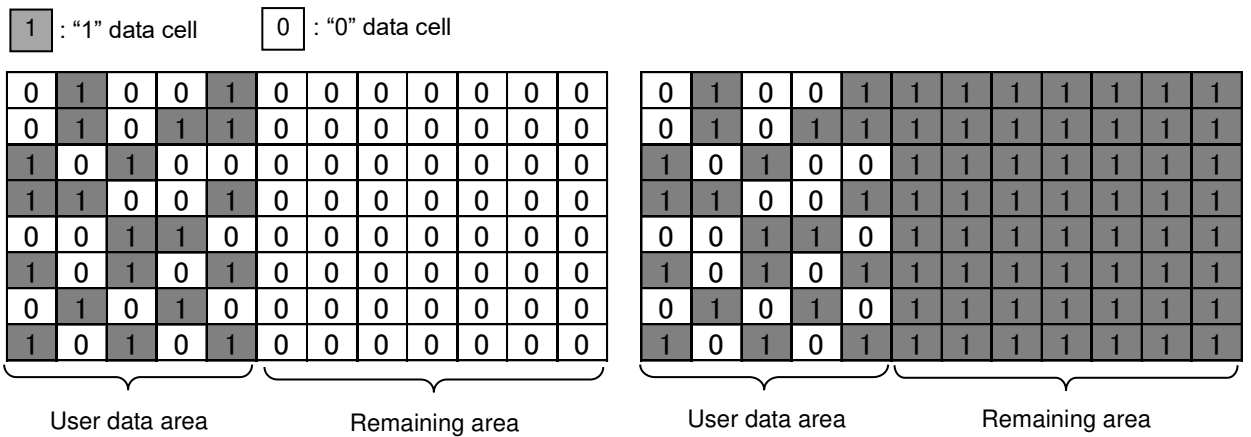 1 : “1” data cell 0 : “0” data cell
0 1 0 0 1 0 0 0 0 0 0 0 0 1 0 0 1 1 1 1 1 1 1 1
0 1 0 1 1 0 0 0 0 0 0 0 0 1 0 1 1 1 1 1 1 1 1 1
1 0 1 0 0 0 0 0 0 0 0 0 1 0 1 0 0 1 1 1 1 1 1 1
1 1 0 0 1 0 0 0 0 0 0 0 1 1 0 0 1 1 1 1 1 1 1 1
0 0 1 1 0 0 0 0 0 0 0 0 0 0 1 1 0 1 1 1 1 1 1 1
1 0 1 0 1 0 0 0 0 0 0 0 1 0 1 0 1 1 1 1 1 1 1 1
0 1 0 1 0 0 0 0 0 0 0 0 0 1 0 1 0 1 1 1 1 1 1 1
1 0 1 0 1 0 0 0 0 0 0 0 1 0 1 0 1 1 1 1 1 1 1 1
User data area Remaining area User data area Remaining area